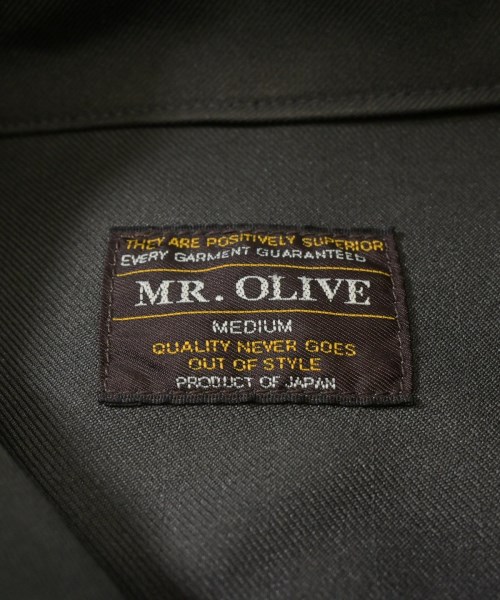 THEY ARE POSITIVELY SUPERIOR
EVERY GARMENT GUARANTEED
MR. OLIVE
MEDIUM
QUALITY NEVER GOES
OUT OF STYLE
PRODUCT OF JAPAN